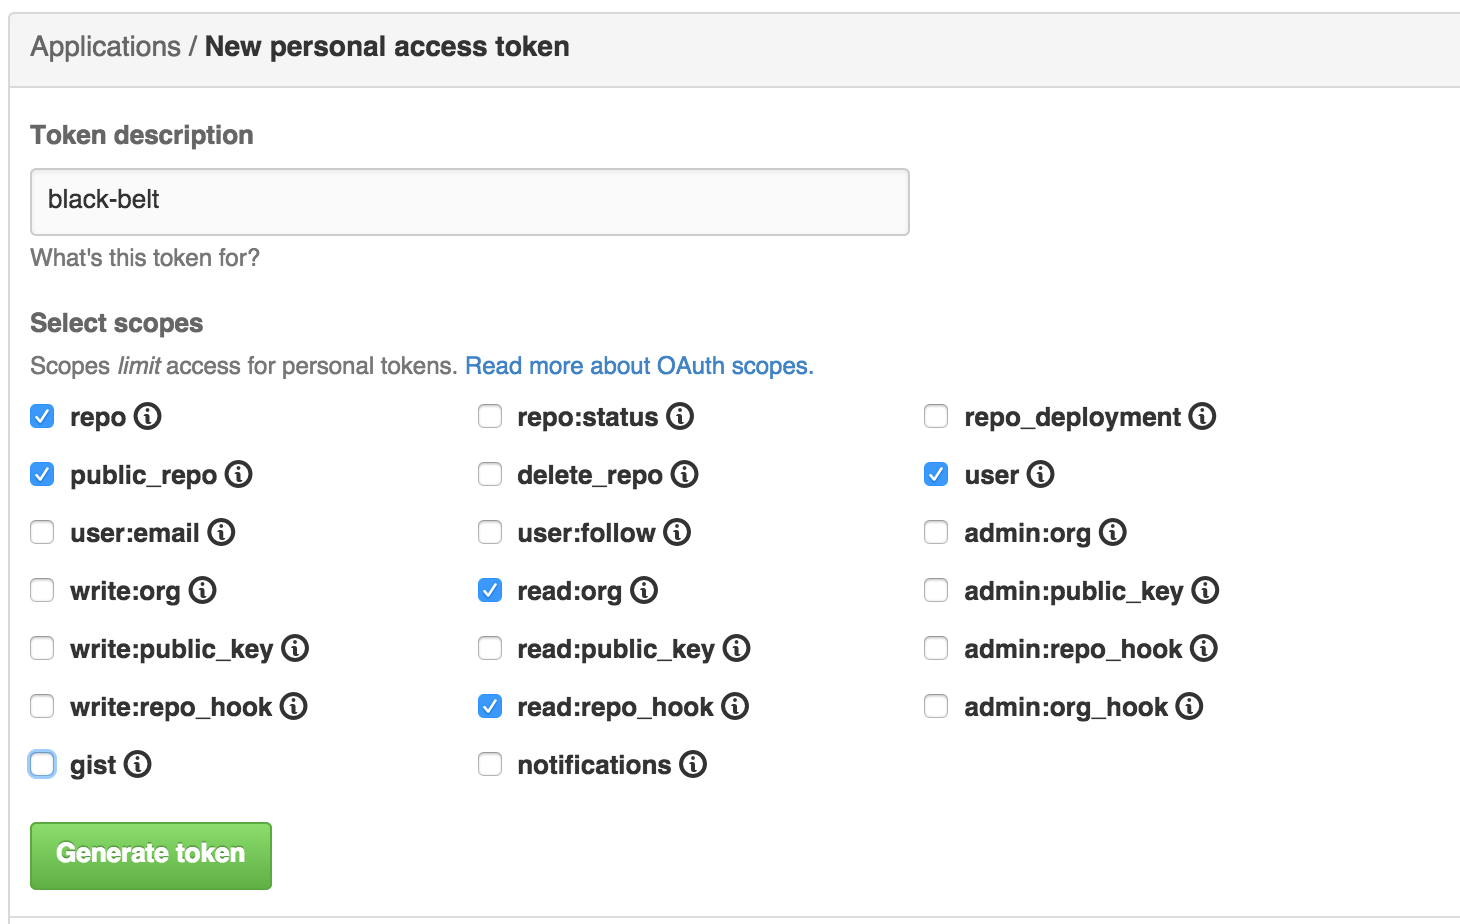 Applications / New personal access token
Token description
black-belt
What's this token for?
Select scopes
Scopes limit access for personal tokens. Read more about OAuth scopes.
repo repo:status repo_deployment
public_repo delete_repo user
user:email user:follow admin:org
write:org read:org admin:public_key
write:public_key read:public_key admin:repo_hook
write:repo_hook read:repo_hook admin:org_hook
gist notifications
Generate token